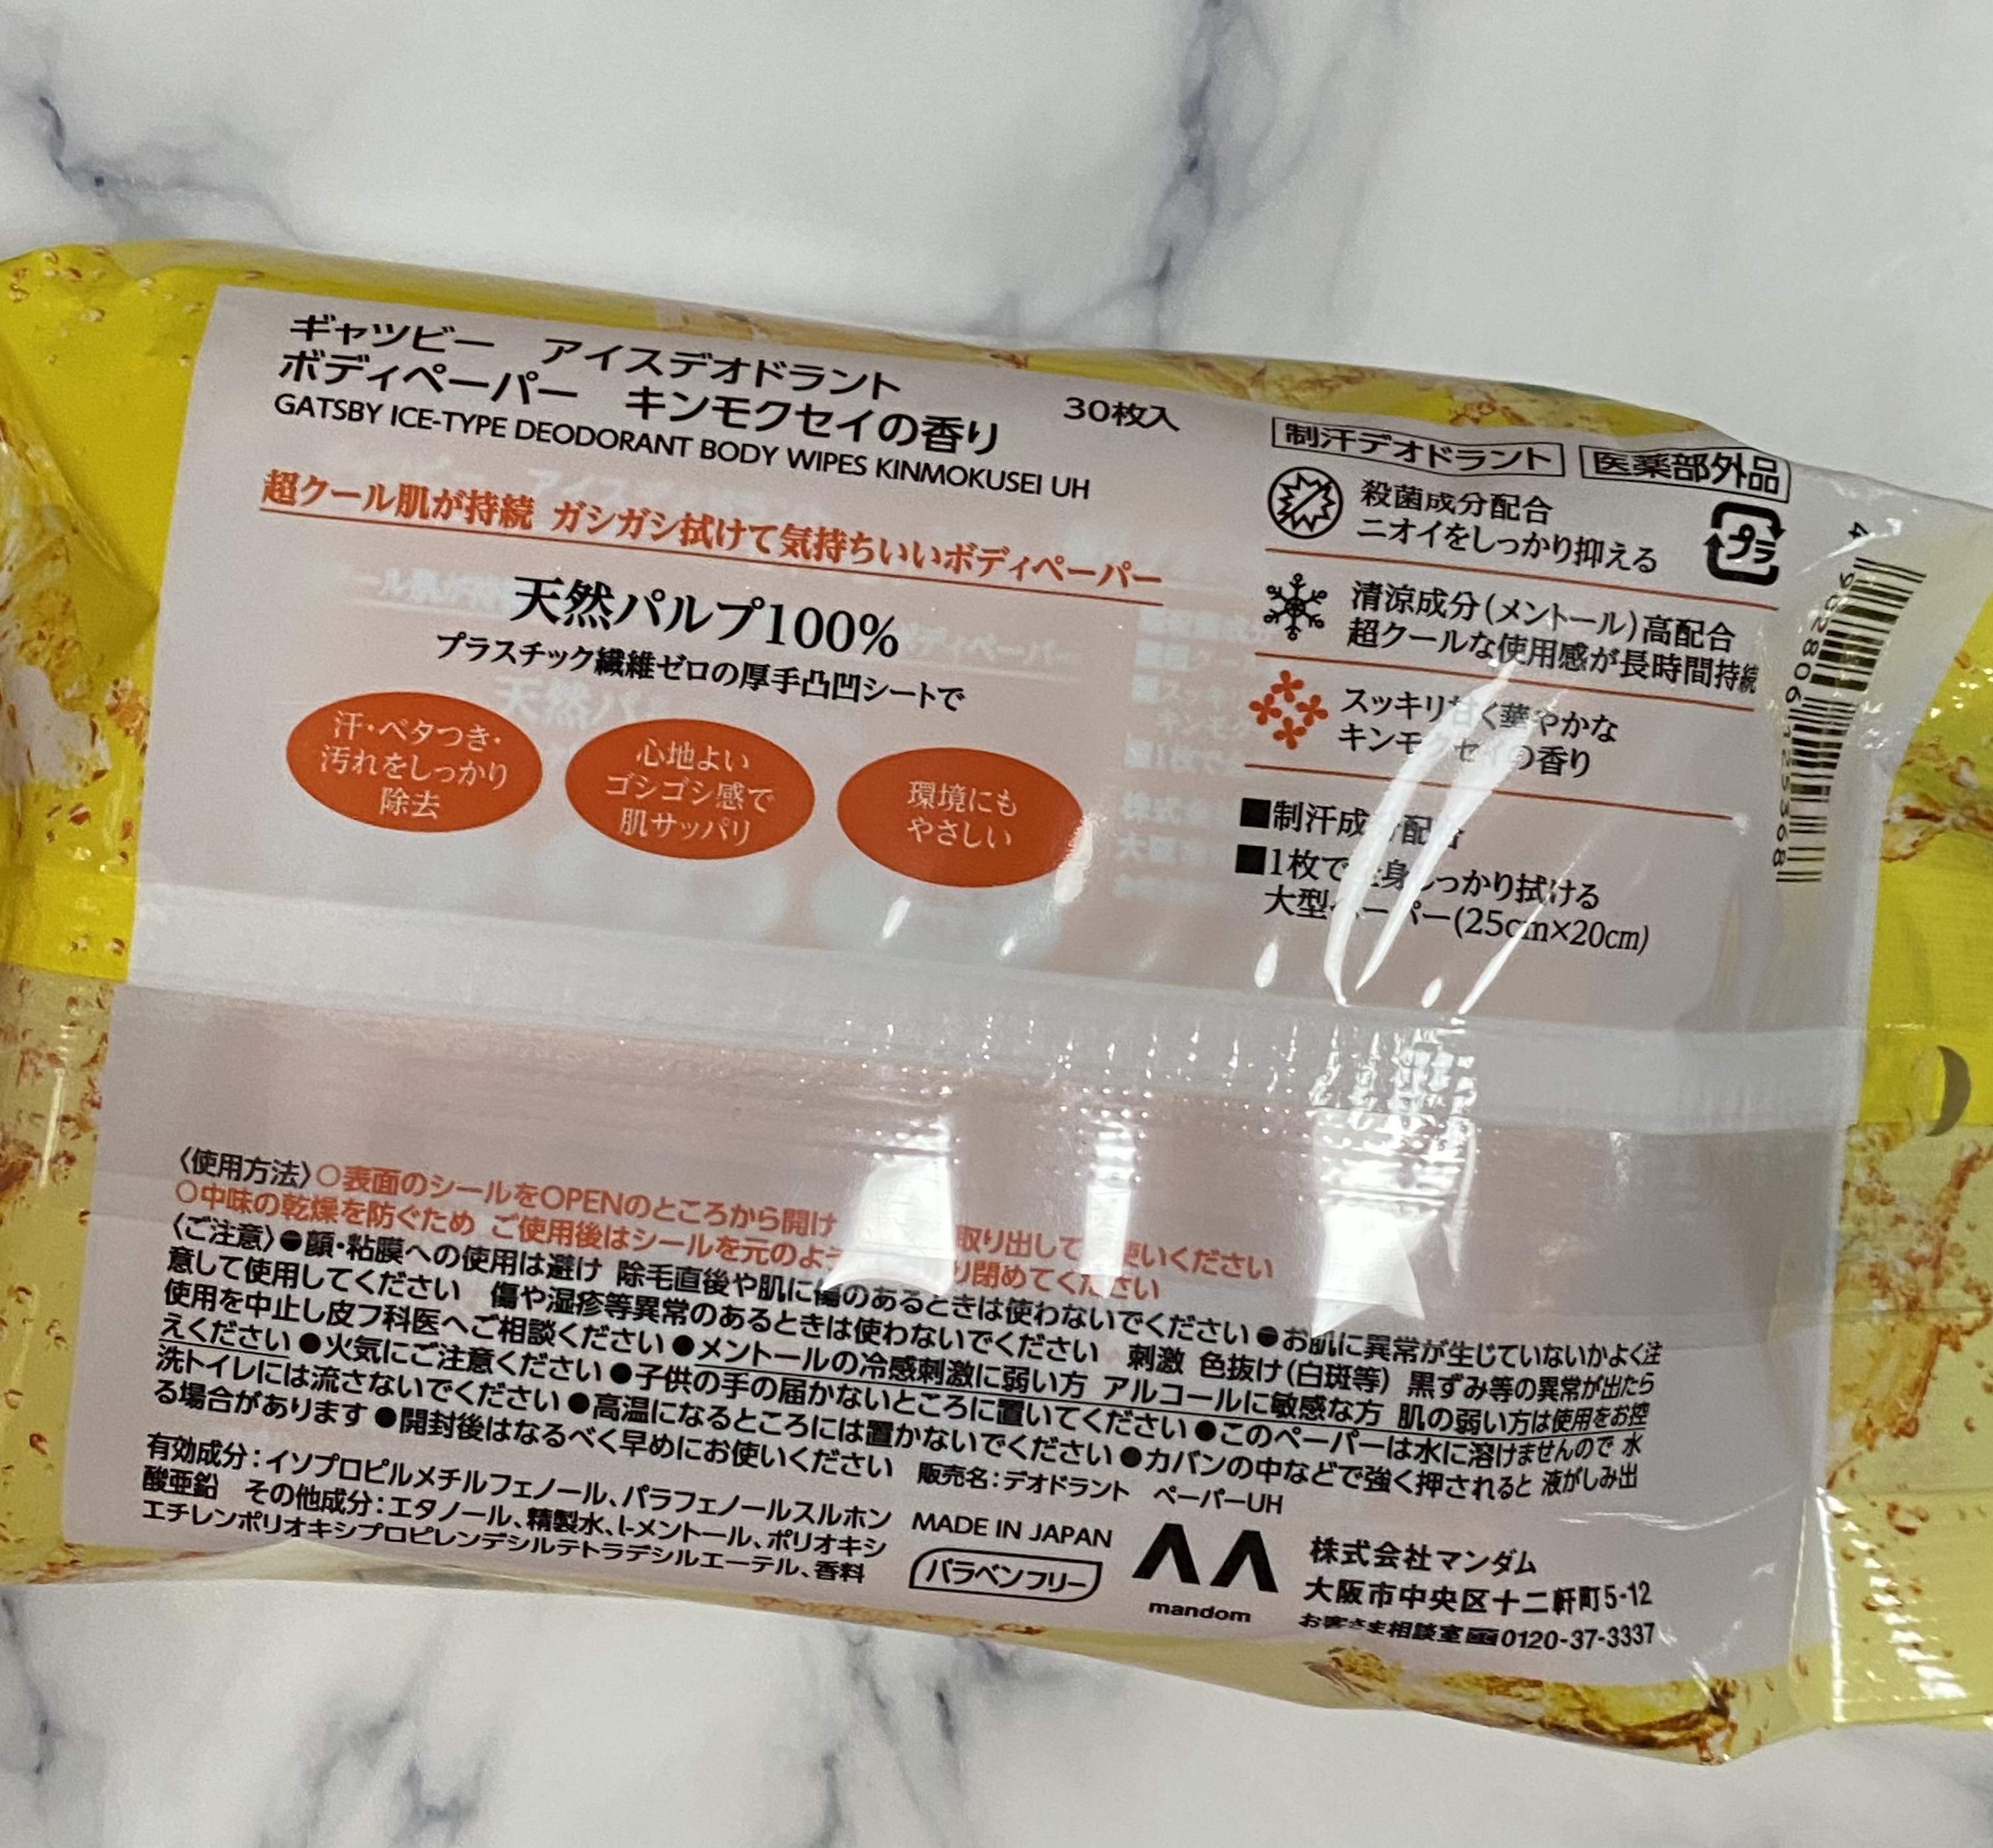 ギャツビー　アイスデオドラント
ボディペーパー　キンモクセイの香り
30枚入
GATSBY ICE-TYPE DEODORANT BODY WIPES KINMOKUSEI UH
超クール肌が持続 ガシガシ拭けて気持ちいいボディペーパー
天然パルプ100%
プラスチック繊維ゼロの厚手凸凹シートで
汗・ベタつき・
汚れをしっかり
除去
心地よい
ゴシゴシ感で
肌サッパリ
環境にも
やさしい
制汗デオドラント 医薬部外品
殺菌成分配合
ニオイをしっかり抑える
プラ
清涼成分(メントール)高配合
超クールな使用感が長時間持続
スッキリ甘く華やかな
キンモクセイの香り
■制汗成分配合
■1枚で全身しっかり拭ける
大型ペーパー(25cm×20cm)
4 902806 125368
〈使用方法〉○表面のシールをOPENのところから開け 取り出して 使いください
○中味の乾燥を防ぐため ご使用後はシールを元のよう り閉めてください
〈ご注意〉●顔・粘膜への使用は避け 除毛直後や肌に傷のあるときは使わないでください ●お肌に異常が生じていないかよく注
意して使用してください 傷や湿疹等異常のあるときは使わないでください 刺激 色抜け(白斑等) 黒ずみ等の異常が出たら
使用を中止し皮フ科医へご相談ください ●メントールの冷感刺激に弱い方 アルコールに敏感な方 肌の弱い方は使用をお控
えください ●火気にご注意ください ●子供の手の届かないところに置いてください ●このペーパーは水に溶けませんので 水
洗トイレには流さないでください ●高温になるところには置かないでください ●カバンの中などで強く押されると 液がしみ出
る場合があります ●開封後はなるべく早めにお使いください 販売名:デオドラント ペーパーUH
有効成分:イソプロピルメチルフェノール、パラフェノールスルホン
酸亜鉛 その他成分:エタノール、精製水、l-メントール、ポリオキシ
エチレンポリオキシプロピレンデシルテトラデシルエーテル、香料
MADE IN JAPAN
パラベンフリー
mandom
株式会社マンダム
大阪市中央区十二軒町5-12
お客さま相談室 0120-37-3337